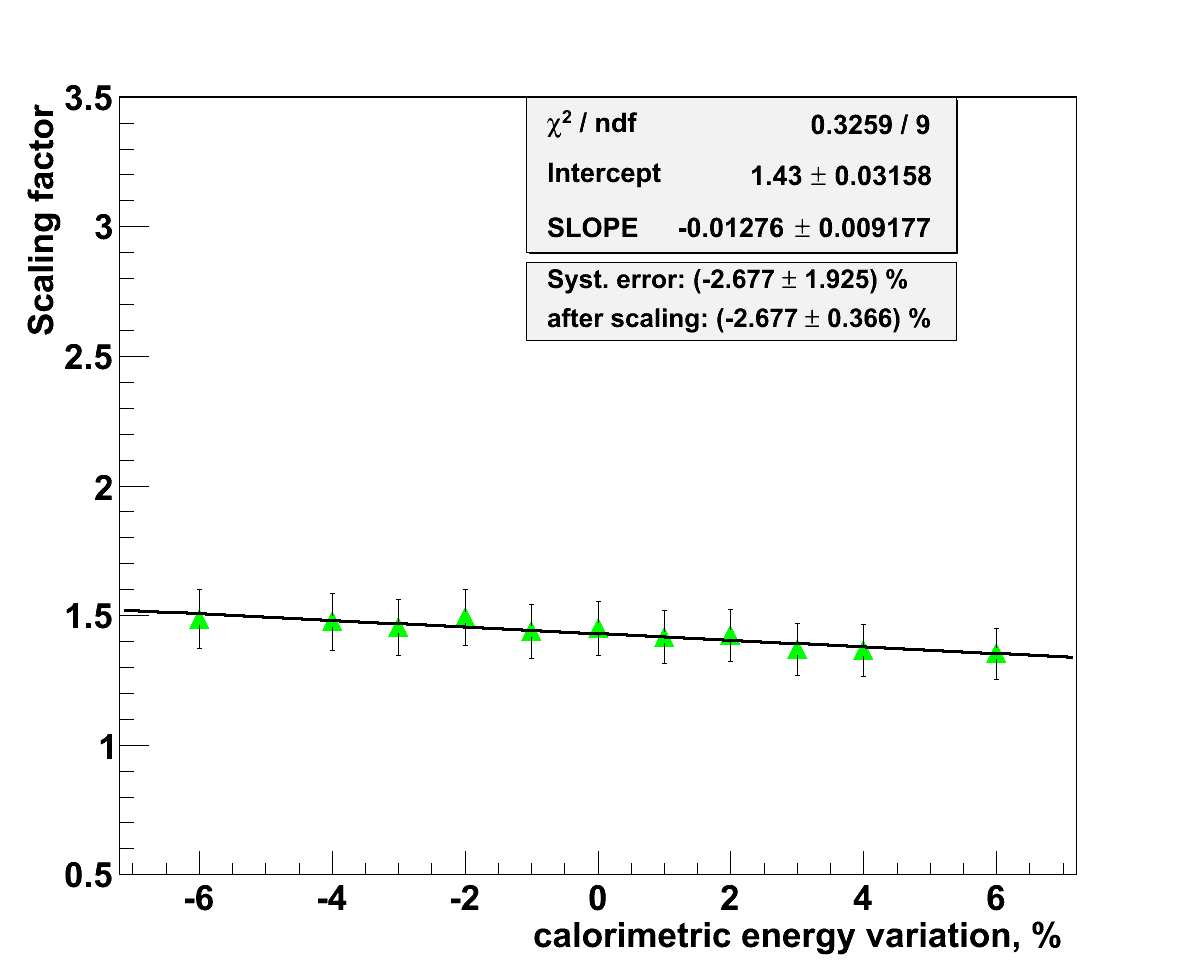 3.5
3
2.5
2
1.5
1
0.5
Scaling factor
χ² / ndf 0.3259 / 9
Intercept 1.43 ± 0.03158
SLOPE -0.01276 ± 0.009177
Syst. error: (-2.677 ± 1.925) %
after scaling: (-2.677 ± 0.366) %
-6 -4 -2 0 2 4 6
calorimetric energy variation, %